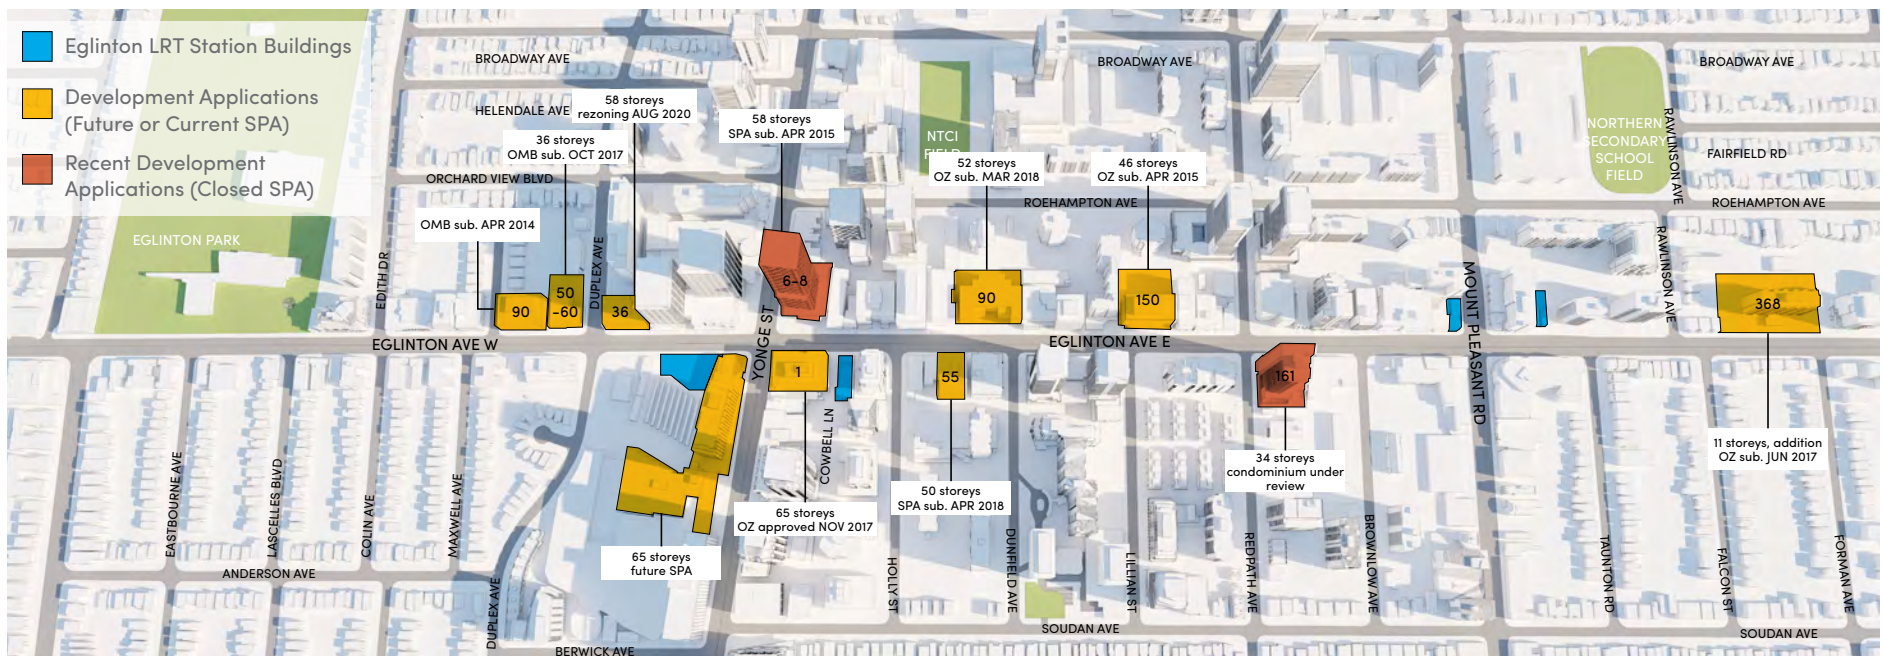 Eglinton LRT Station Buildings
Development Applications
(Future or Current SPA)
Recent Development
Applications (Closed SPA)
BROADWAY AVE
BROADWAY AVE
BROADWAY AVE
HELENDALE AVE
58 storeys
rezoning AUG 2020
58 storeys
SPA sub. APR 2015
36 storeys
OMB sub. OCT 2017
NTCI
FIELD
NORTHERN
SECONDARY
SCHOOL
FIELD
RAWLINSON AVE
FAIRFIELD RD
52 storeys
OZ sub. MAR 2018
46 storeys
OZ sub. APR 2015
ORCHARD VIEW BLVD
ROEHAMPTON AVE
ROEHAMPTON AVE
OMB sub. APR 2014
EGLINTON PARK
EDITH DR
DUPLEX AVE
RAWLINSON AVE
MOUNT PLEASANT RD
YONGE ST
90
50
-60
36
6-8
90
150
368
EGLINTON AVE W
EGLINTON AVE E
1
55
161
COWBELL LN
11 storeys, addition
OZ sub. JUN 2017
34 storeys
condominium under
review
50 storeys
SPA sub. APR 2018
65 storeys
OZ approved NOV 2017
65 storeys
future SPA
EASTBOURNE AVE
LASCELLES BLVD
COLIN AVE
MAXWELL AVE
ANDERSON AVE
DUPLEX AVE
BERWICK AVE
HOLLY ST
DUNFIELD AVE
LILLIAN ST
REDPATH AVE
BROWNLOW AVE
TAUNTON RD
FALCON ST
FORMAN AVE
SOUDAN AVE
SOUDAN AVE